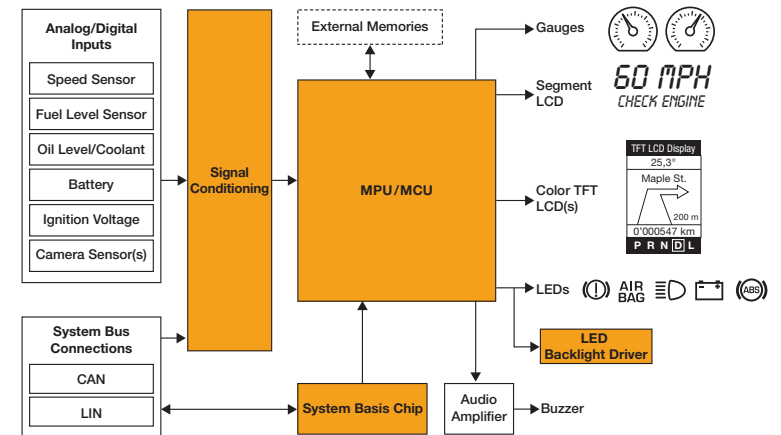 Analog/Digital
Inputs
Speed Sensor
Fuel Level Sensor
Oil Level/Coolant
Battery
Ignition Voltage
Camera Sensor(s)
System Bus
Connections
CAN
LIN
Signal
Conditioning
External Memories
MPU/MCU
System Basis Chip
Audio
Amplifier
Buzzer
Gauges
Segment
LCD
60 MPH
CHECK ENGINE
Color TFT
LCD(s)
TFT LCD Display
25,3°
Maple St.
200 m
0'000547 km
P R N D L
LEDs
AIR
BAG
ABS
LED
Backlight Driver